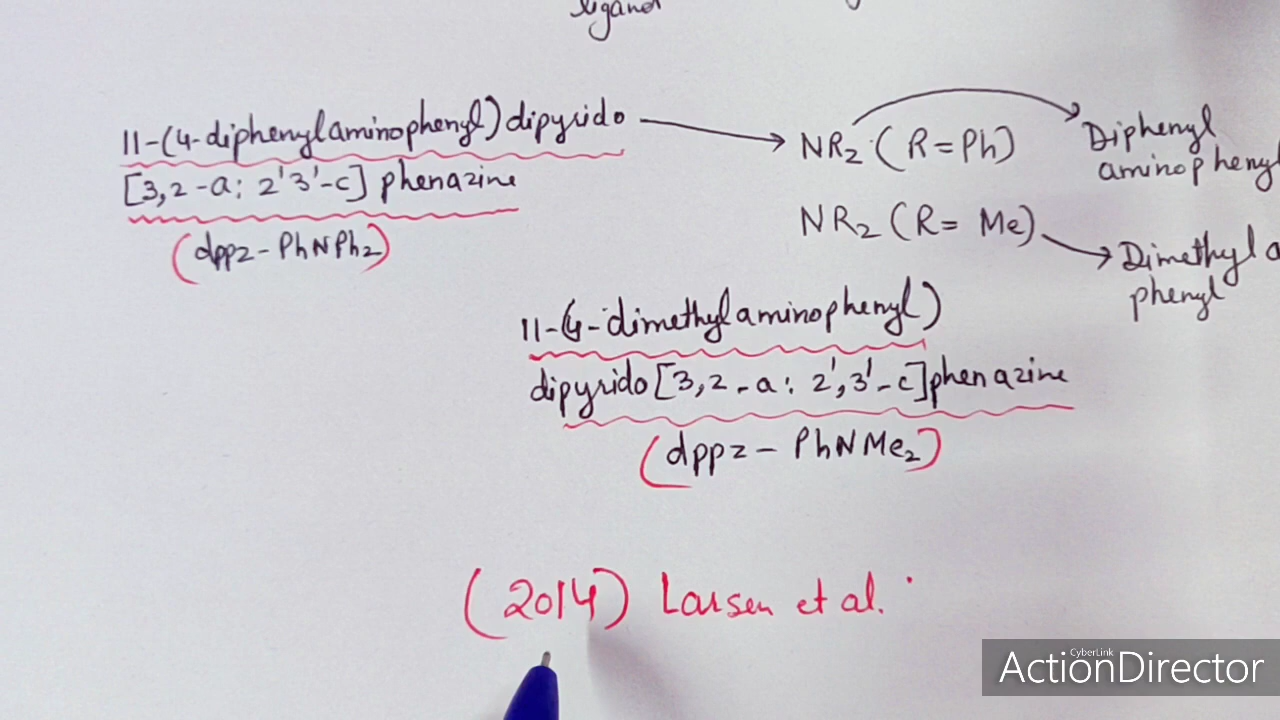 ligand
11-(4-diphenylaminophenyl)dipyrido
[3,2-a: 2'3'-c] phenazine
(dppz-PhNPh2)
NR2 (R=Ph)
Diphenyl
aminophenyl
NR2 (R= Me)
Dimethyl a
phenyl
11-(4-dimethylaminophenyl)
dipyrido[3,2-a: 2',3'-c]phenazine
(dppz- PhNMe2)
(2014) Larsen et al.
CyberLink
ActionDirector